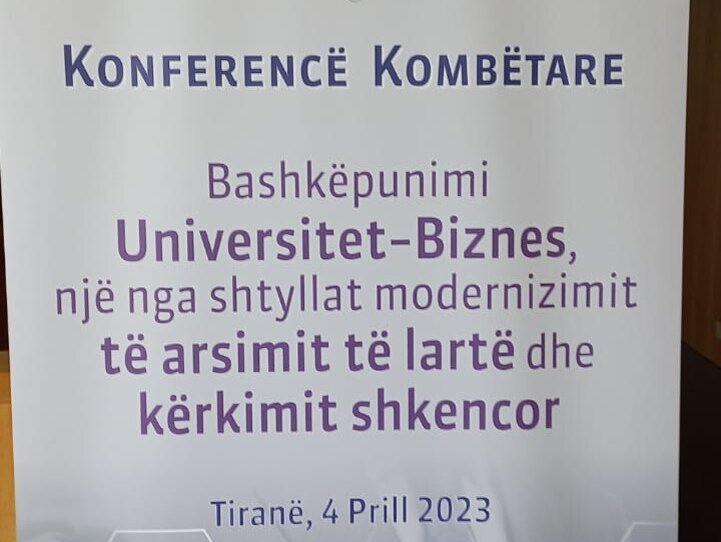 KONFERENCË KOMBËTARE
Bashkëpunimi
Universitet-Biznes,
një nga shtyllat modernizimit
të arsimit të lartë dhe
kërkimit shkencor
Tiranë, 4 Prill 2023